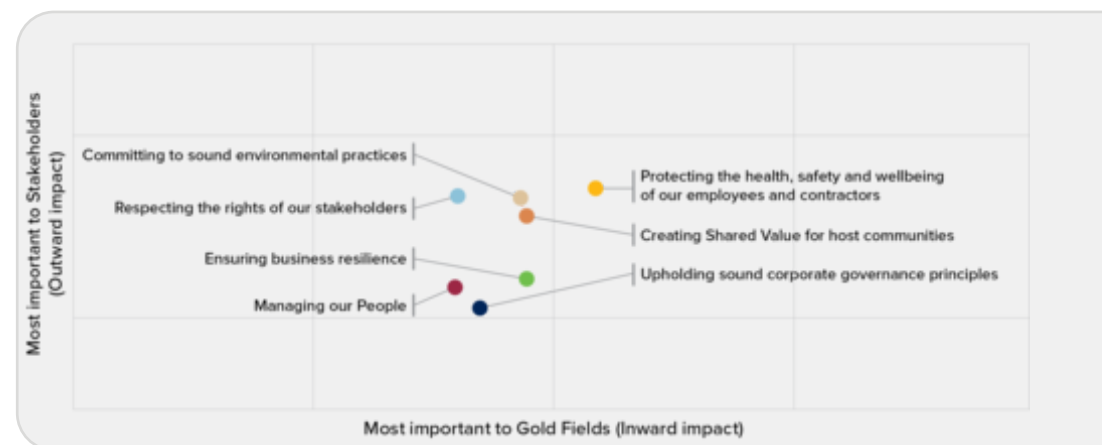 Most important to Stakeholders
(Outward impact)
Committing to sound environmental practices
Respecting the rights of our stakeholders
Ensuring business resilience
Managing our People
Protecting the health, safety and wellbeing
of our employees and contractors
Creating Shared Value for host communities
Upholding sound corporate governance principles
Most important to Gold Fields (Inward impact)